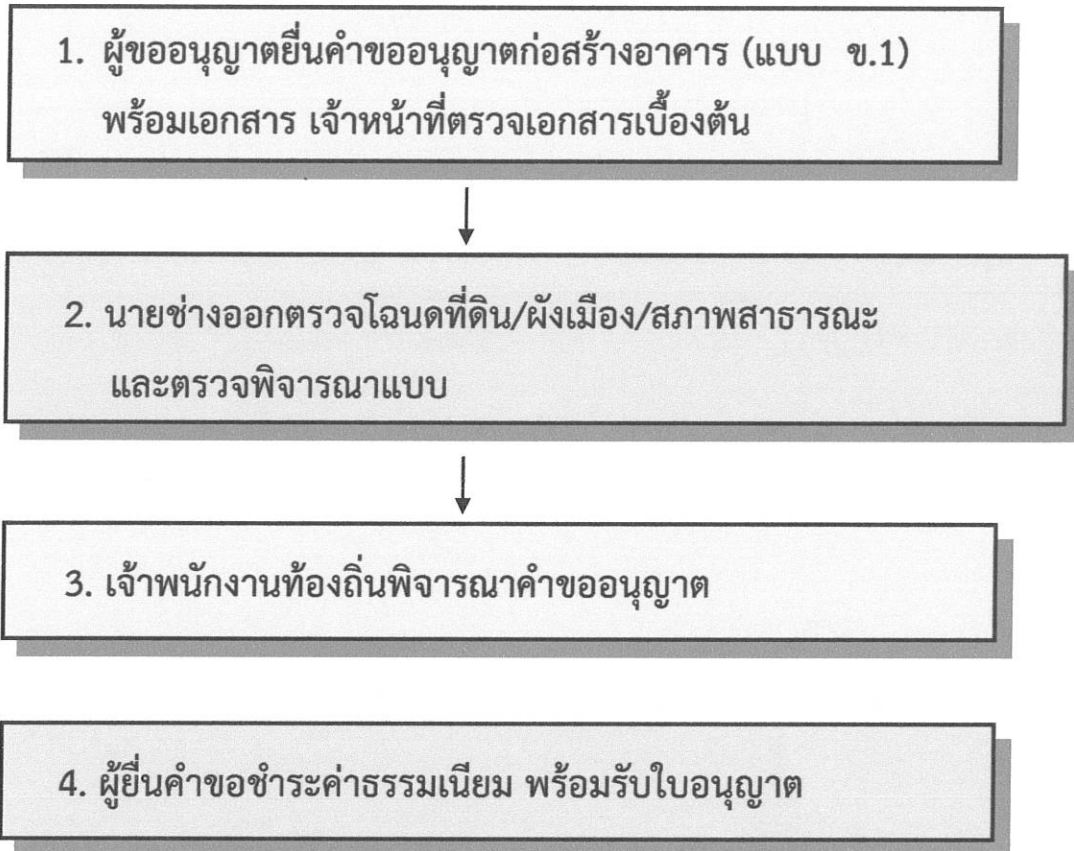 1. ผู้ขออนุญาตยื่นคำขออนุญาตก่อสร้างอาคาร (แบบ ข.1)
พร้อมเอกสาร เจ้าหน้าที่ตรวจเอกสารเบื้องต้น
2. นายช่างออกตรวจโฉนดที่ดิน/ผังเมือง/สภาพสาธารณะ
และตรวจพิจารณาแบบ
3. เจ้าพนักงานท้องถิ่นพิจารณาคำขออนุญาต
4. ผู้ยื่นคำขอชำระค่าธรรมเนียม พร้อมรับใบอนุญาต